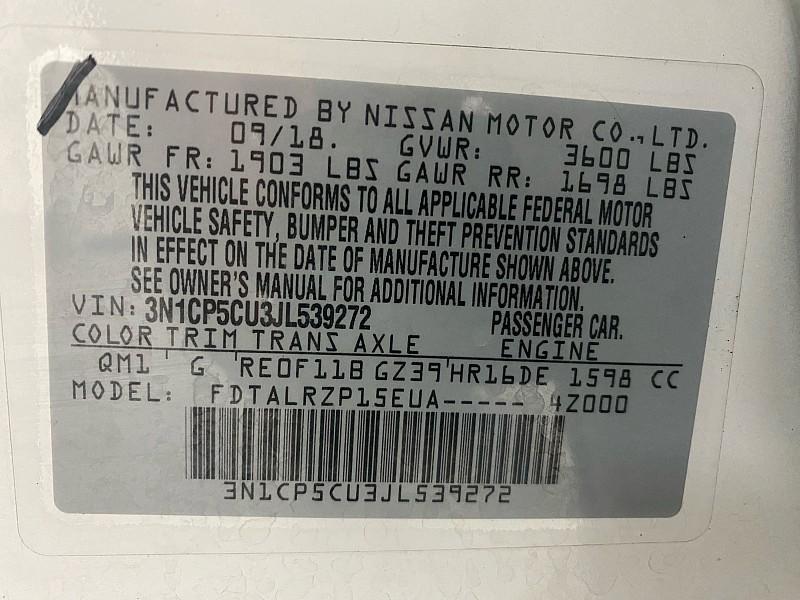 MANUFACTURED BY NISSAN MOTOR CO.,LTD.
DATE: 09/18. GVWR: 3600 LBS
GAWR FR: 1903 LBS GAWR RR: 1698 LBS
THIS VEHICLE CONFORMS TO ALL APPLICABLE FEDERAL MOTOR
VEHICLE SAFETY, BUMPER AND THEFT PREVENTION STANDARDS
IN EFFECT ON THE DATE OF MANUFACTURE SHOWN ABOVE.
SEE OWNER'S MANUAL FOR ADDITIONAL INFORMATION.
VIN: 3N1CP5CU3JL539272 PASSENGER CAR.
COLOR TRIM TRANS AXLE ENGINE
QM1 G RE0F11B GZ39 HR16DE 1598 CC
MODEL: FDTALRZP15EUA----- 4Z000
3N1CP5CU3JL539272